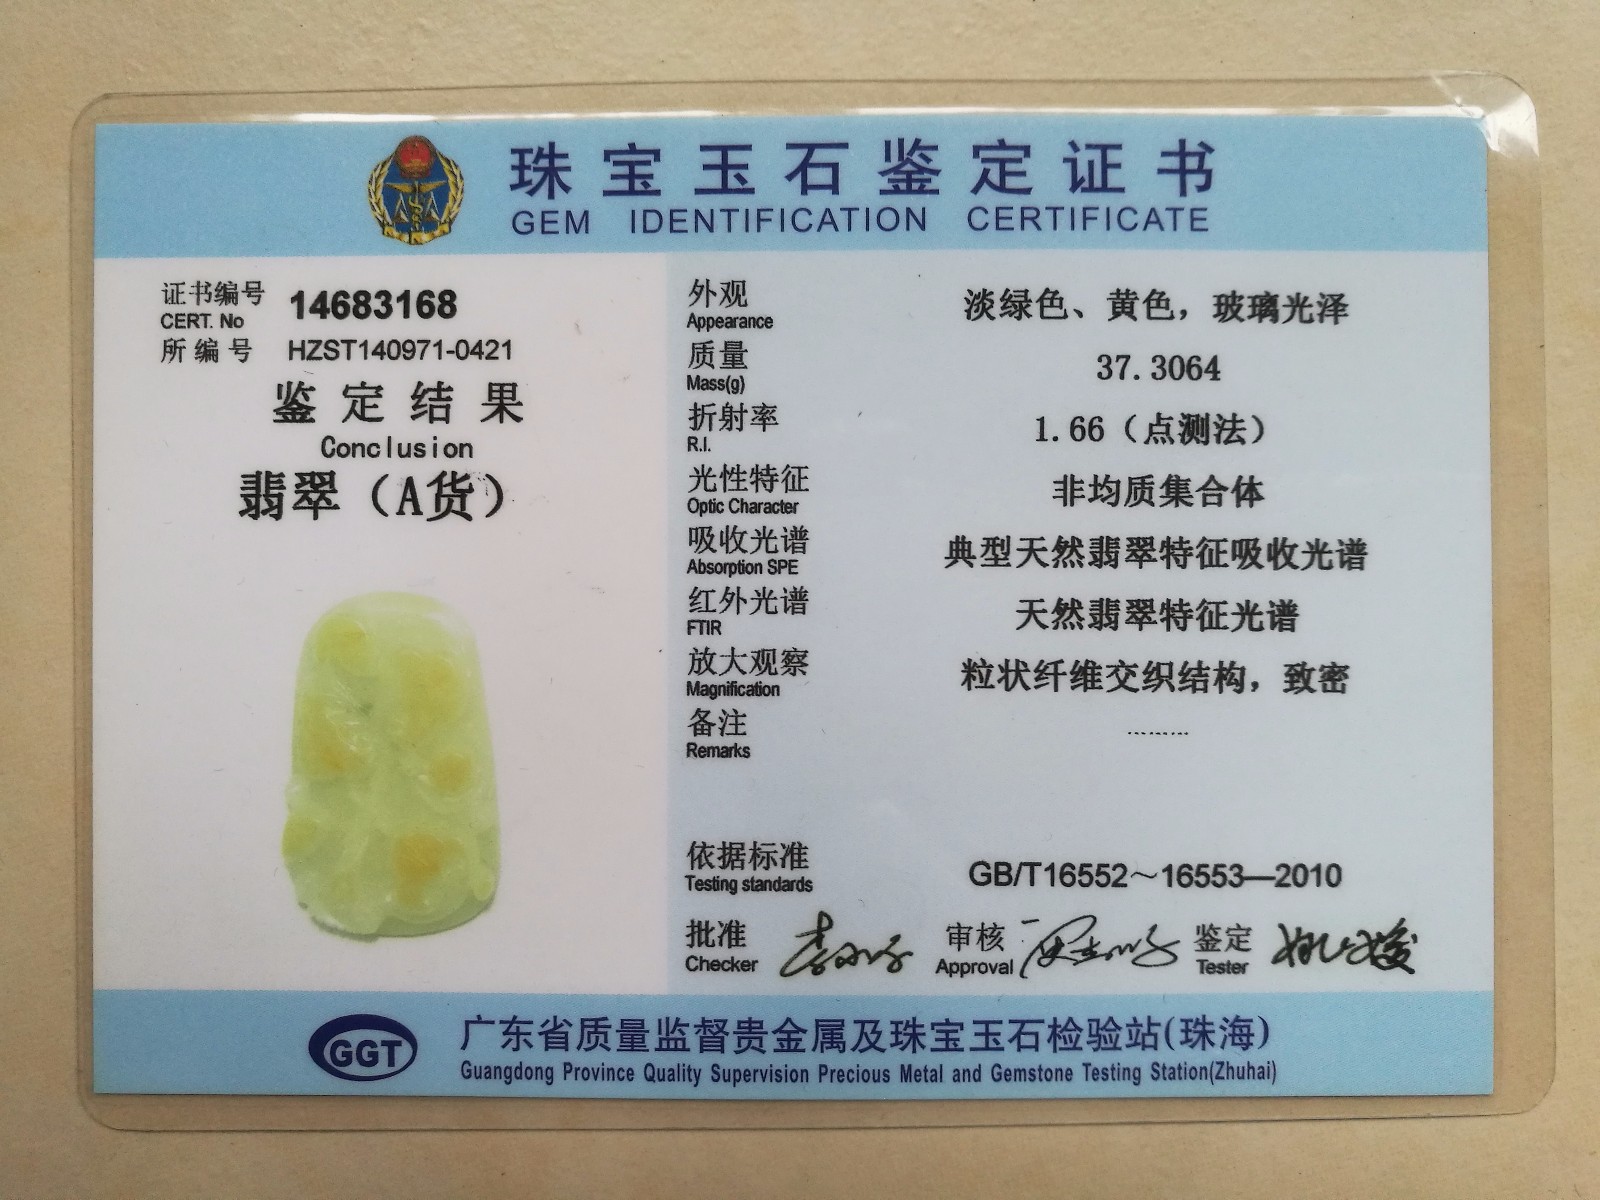 珠宝玉石鉴定证书
GEM IDENTIFICATION CERTIFICATE
证书编号 14683168
CERT. No
所编号 HZST140971-0421
鉴定结果
Conclusion
翡翠（A货）
外观 淡绿色、黄色，玻璃光泽
Appearance
质量 37.3064
Mass(g)
折射率 1.66（点测法）
R.I.
光性特征 非均质集合体
Optic Character
吸收光谱 典型天然翡翠特征吸收光谱
Absorption SPE
红外光谱 天然翡翠特征光谱
FTIR
放大观察 粒状纤维交织结构，致密
Magnification
备注 .........
Remarks
依据标准 GB/T16552～16553—2010
Testing standards
批准 审核 鉴定
Checker Approval Tester
GGT 广东省质量监督贵金属及珠宝玉石检验站(珠海)
Guangdong Province Quality Supervision Precious Metal and Gemstone Testing Station(Zhuhai)